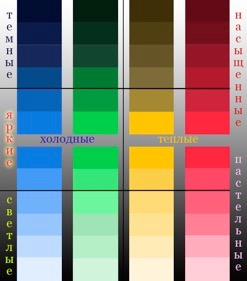 темные
насыщенные
яркие
холодные
теплые
светлые
пастельные